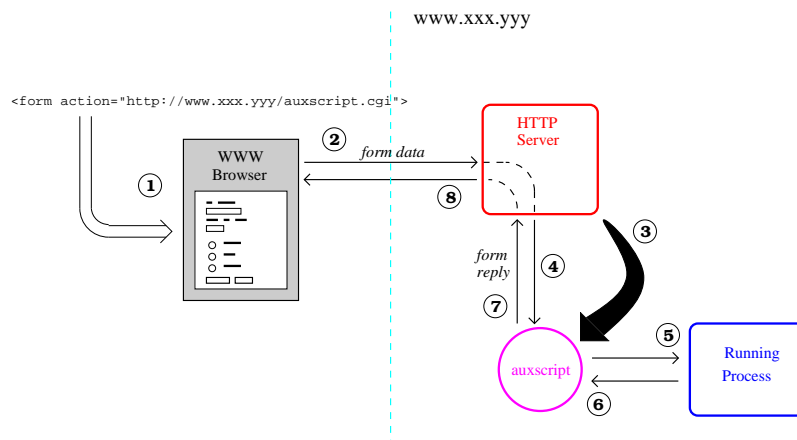 www.xxx.yyy
<form action="http://www.xxx.yyy/auxscript.cgi">
HTTP
Server
WWW
Browser
2
form data
1
8
3
form
reply
4
7
5
auxscript
Running
Process
6